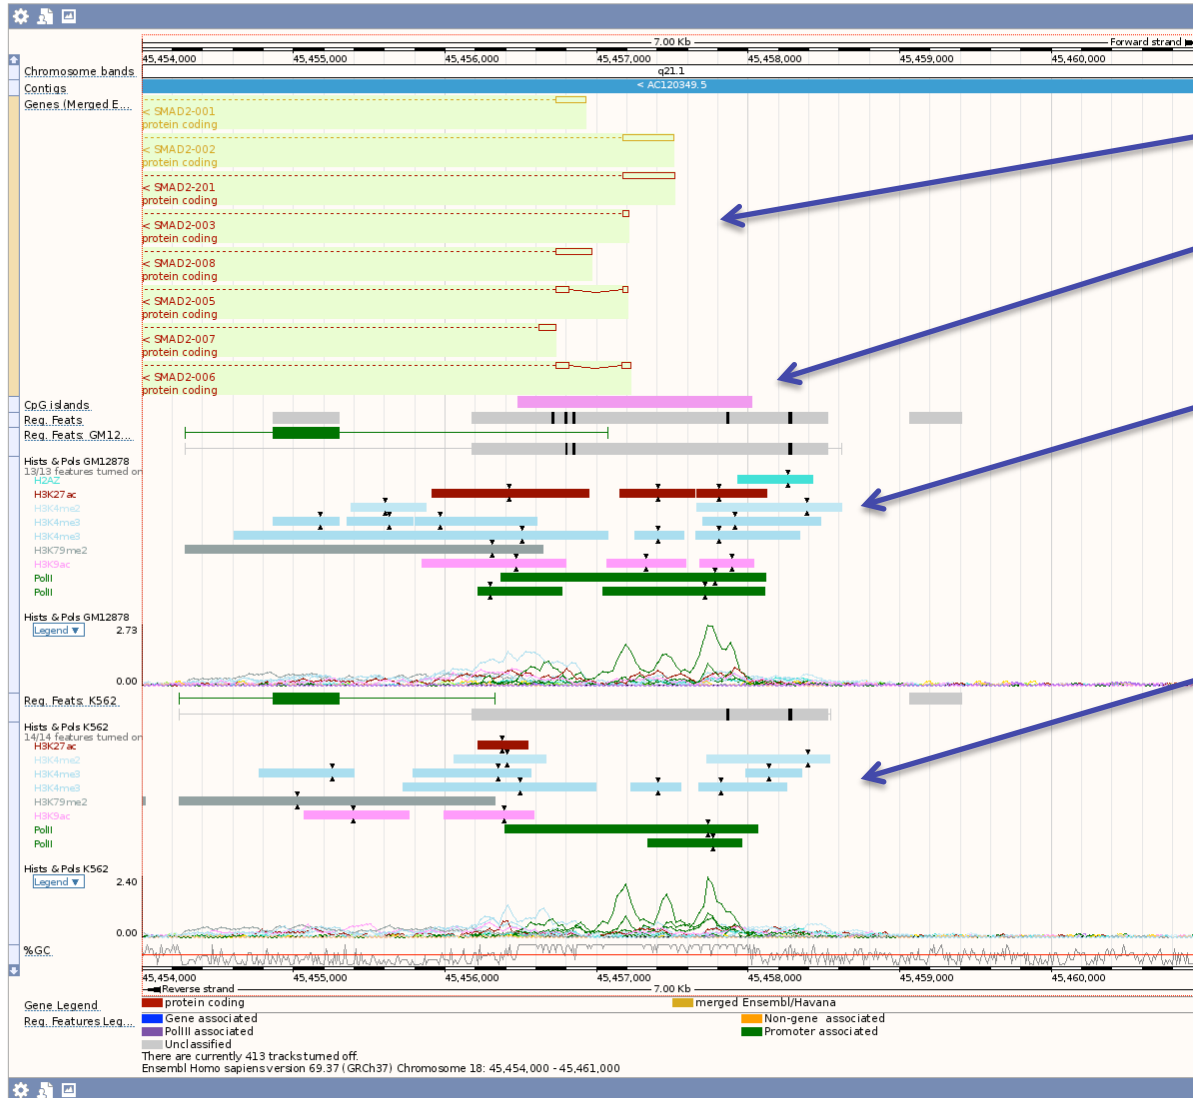 7.00 Kb Forward strand
45,454,000 45,455,000 45,456,000 45,457,000 45,458,000 45,459,000 45,460,000
Chromosome bands q21.1
Contigs < AC120349.5
Genes (Merged E...
< SMAD2-001
protein coding
< SMAD2-002
protein coding
< SMAD2-201
protein coding
< SMAD2-003
protein coding
< SMAD2-008
protein coding
< SMAD2-005
protein coding
< SMAD2-007
protein coding
< SMAD2-006
protein coding
CpG islands
Reg. Feats
Reg. Feats: GM12...
Hists & Pols GM12878
13/13 features turned on
H2AZ
H3K27ac
H3K4me2
H3K4me3
H3K4me3
H3K79me2
H3K9ac
PolII
PolII
Hists & Pols GM12878
Legend ▼ 2.73
0.00
Reg. Feats: K562
Hists & Pols K562
14/14 features turned on
H3K27ac
H3K4me2
H3K4me3
H3K4me3
H3K79me2
H3K9ac
PolII
PolII
Hists & Pols K562
Legend ▼ 2.40
0.00
%GC
45,454,000 45,455,000 45,456,000 45,457,000 45,458,000 45,459,000 45,460,000
Reverse strand 7.00 Kb
Gene Legend protein coding merged Ensembl/Havana
Reg. Features Leg... Gene associated Non-gene associated
PolIII associated Promoter associated
Unclassified
There are currently 413 tracks turned off.
Ensembl Homo sapiens version 69.37 (GRCh37) Chromosome 18: 45,454,000 - 45,461,000